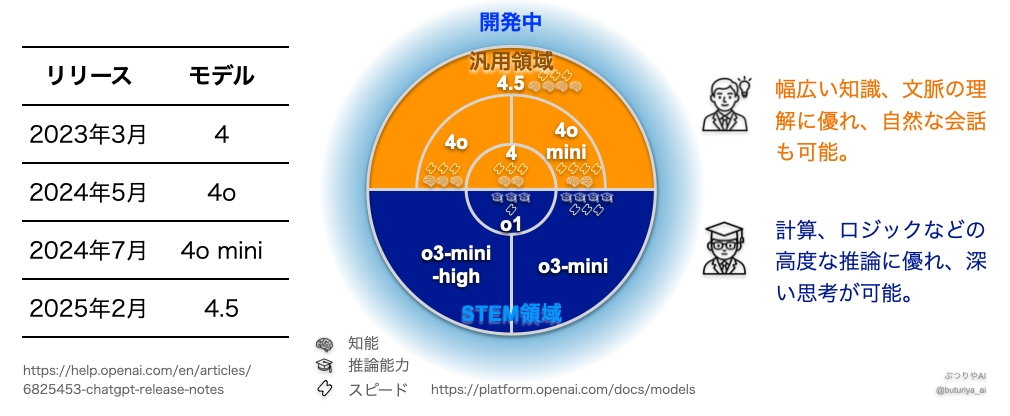 リリース モデル
2023年3月 4
2024年5月 4o
2024年7月 4o mini
2025年2月 4.5
https://help.openai.com/en/articles/
6825453-chatgpt-release-notes
開発中
汎用領域
4.5
4o
4o
mini
4
o1
o3-mini
-high
o3-mini
STEM領域
知能
推論能力
スピード
https://platform.openai.com/docs/models
幅広い知識、文脈の理
解に優れ、自然な会話
も可能。
計算、ロジックなどの
高度な推論に優れ、深
い思考が可能。
ぶつりやAI
@buturiya_ai